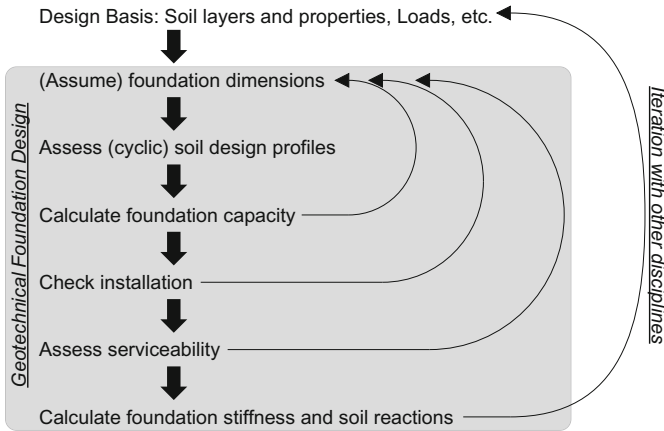 Design Basis: Soil layers and properties, Loads, etc.
(Assume) foundation dimensions
Assess (cyclic) soil design profiles
Calculate foundation capacity
Check installation
Assess serviceability
Calculate foundation stiffness and soil reactions
Geotechnical Foundation Design
Iteration with other disciplines